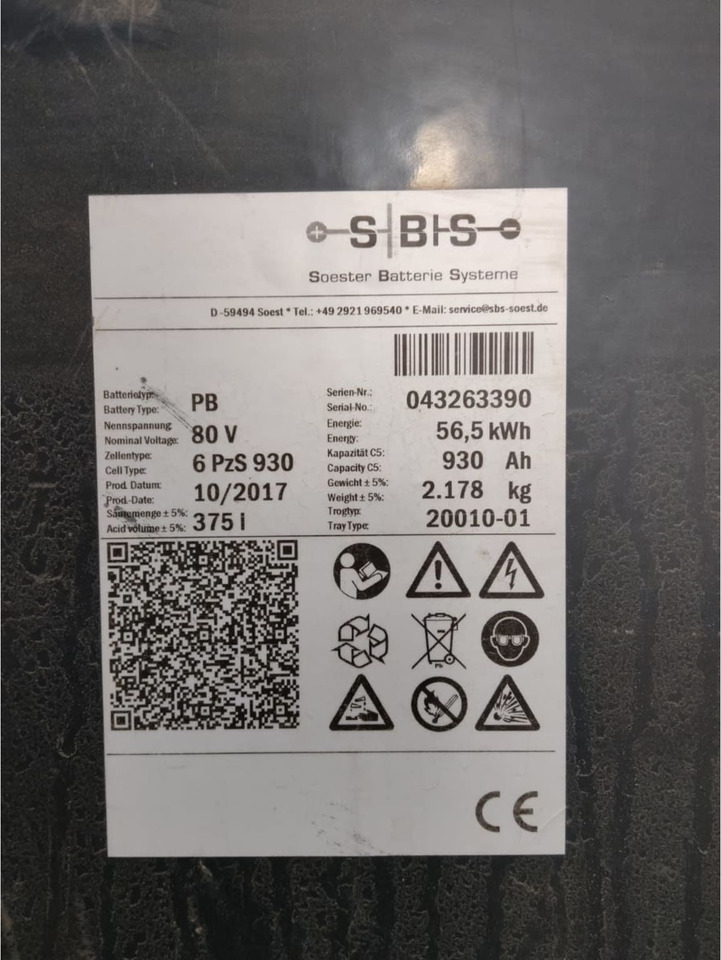 S B S
Soester Batterie Systeme
D-59494 Soest * Tel.: +49 2921 969540 * E-Mail: service@sbs-soest.de
Batterietyp:
Battery Type:
PB
Nennspannung:
Nominal Voltage:
80 V
Zellentype:
Cell Type:
6 PzS 930
Prod. Datum:
Prod.-Date:
10/2017
Säuremenge ± 5%:
Acid volume ± 5%:
375 l
Serien-Nr.:
Serial-No.:
043263390
Energie:
Energy:
56,5 kWh
Kapazität C5:
Capacity C5:
930 Ah
Gewicht ± 5%:
Weight ± 5%:
2.178 kg
Trogtyp:
Tray Type:
20010-01
Pb
CE